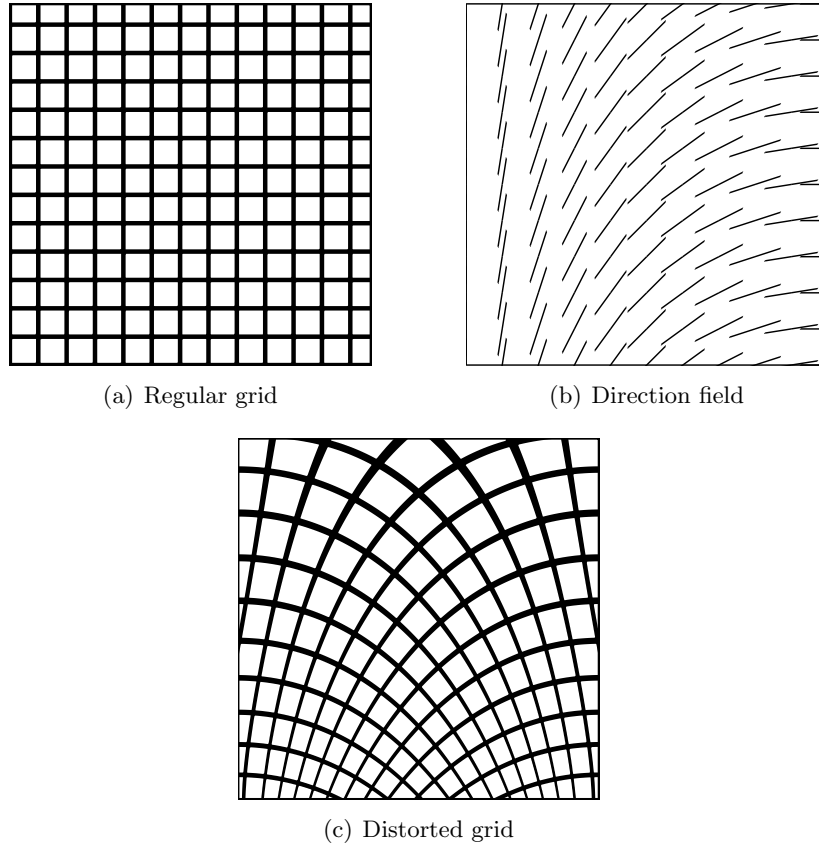 (a) Regular grid
(b) Direction field
(c) Distorted grid